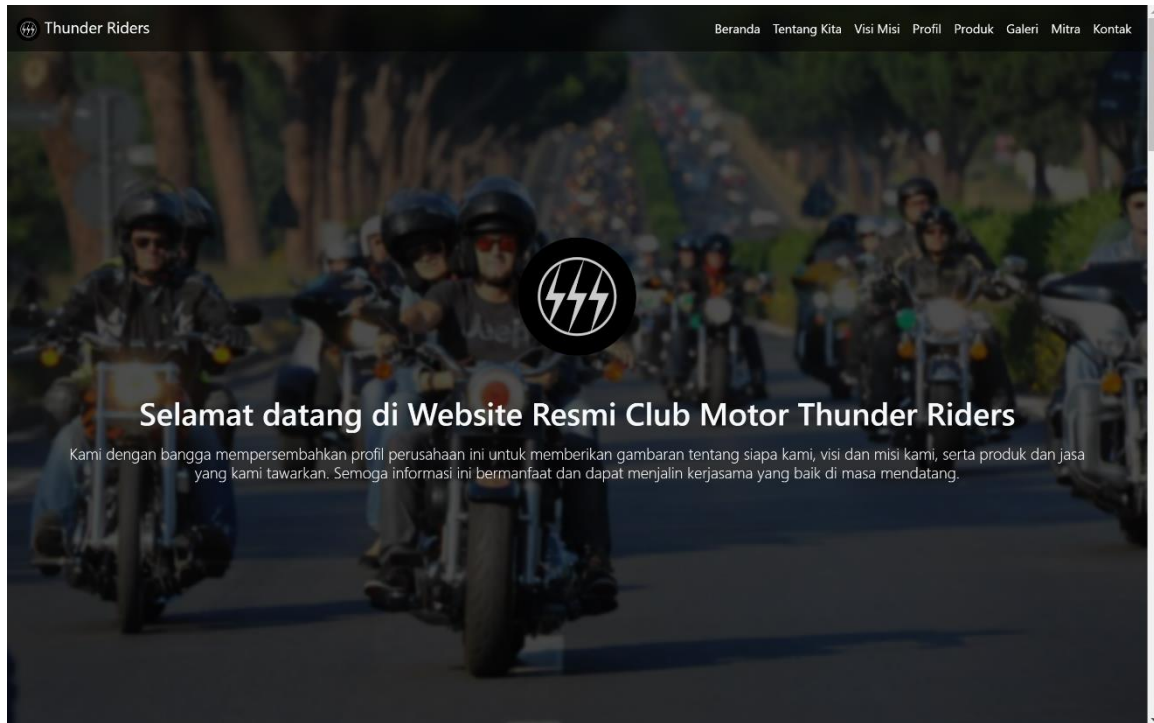 Thunder Riders
Beranda Tentang Kita Visi Misi Profil Produk Galeri Mitra Kontak
Selamat datang di Website Resmi Club Motor Thunder Riders
Kami dengan bangga mempersembahkan profil perusahaan ini untuk memberikan gambaran tentang siapa kami, visi dan misi kami, serta produk dan jasa
yang kami tawarkan. Semoga informasi ini bermanfaat dan dapat menjalin kerjasama yang baik di masa mendatang.